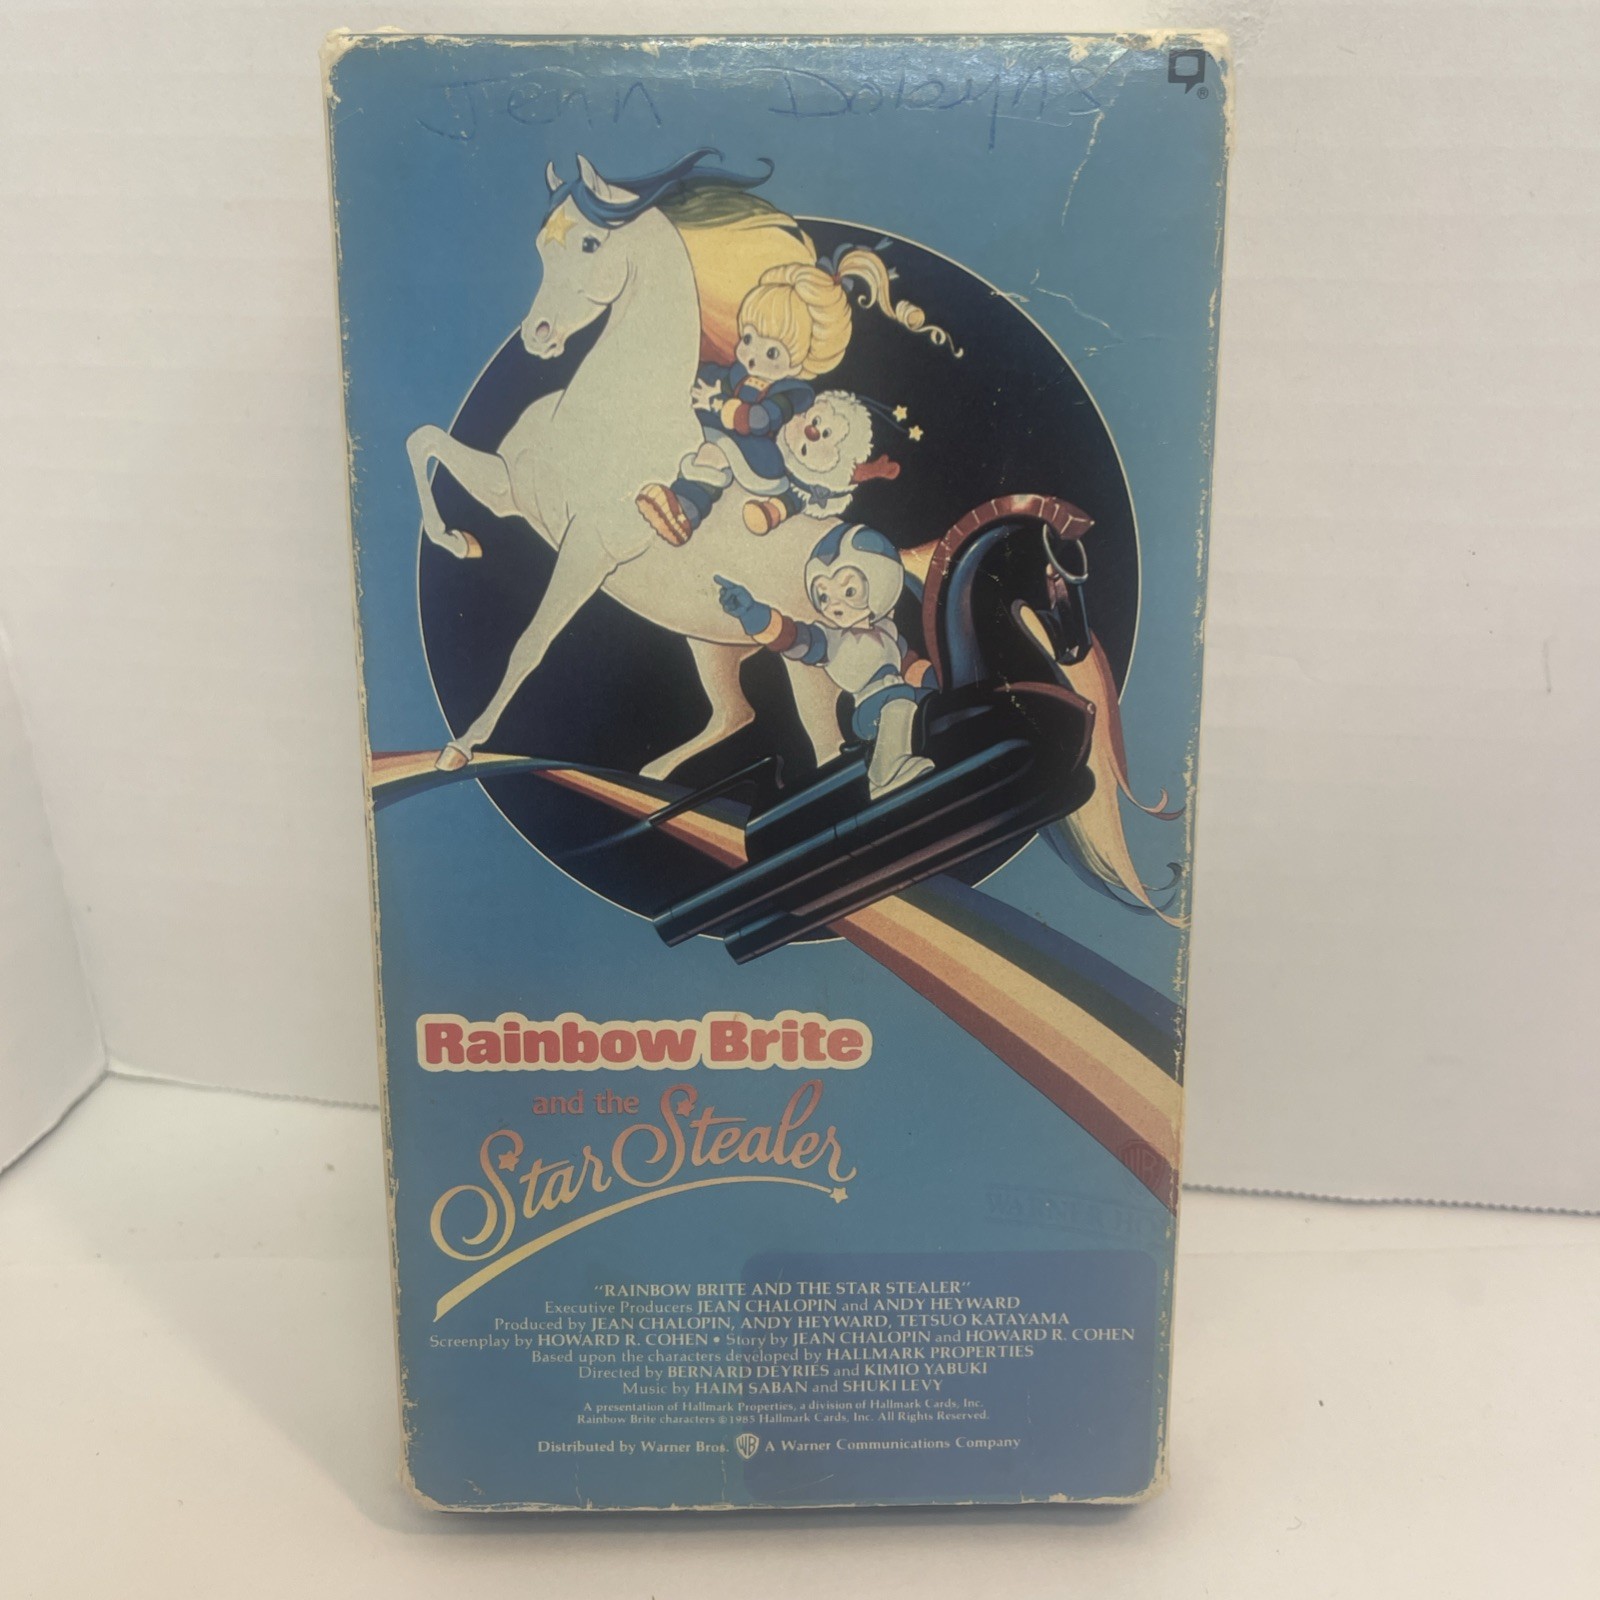 Jenn Dobyns
®
Rainbow Brite
and the
Star Stealer
"RAINBOW BRITE AND THE STAR STEALER"
Executive Producers JEAN CHALOPIN and ANDY HEYWARD
Produced by JEAN CHALOPIN, ANDY HEYWARD, TETSUO KATAYAMA
Screenplay by HOWARD R. COHEN • Story by JEAN CHALOPIN and HOWARD R. COHEN
Based upon the characters developed by HALLMARK PROPERTIES
Directed by BERNARD DEYRIES and KIMIO YABUKI
Music by HAIM SABAN and SHUKI LEVY
A presentation of Hallmark Properties, a division of Hallmark Cards, Inc.
Rainbow Brite characters © 1985 Hallmark Cards, Inc. All Rights Reserved.
Distributed by Warner Bros. WB A Warner Communications Company